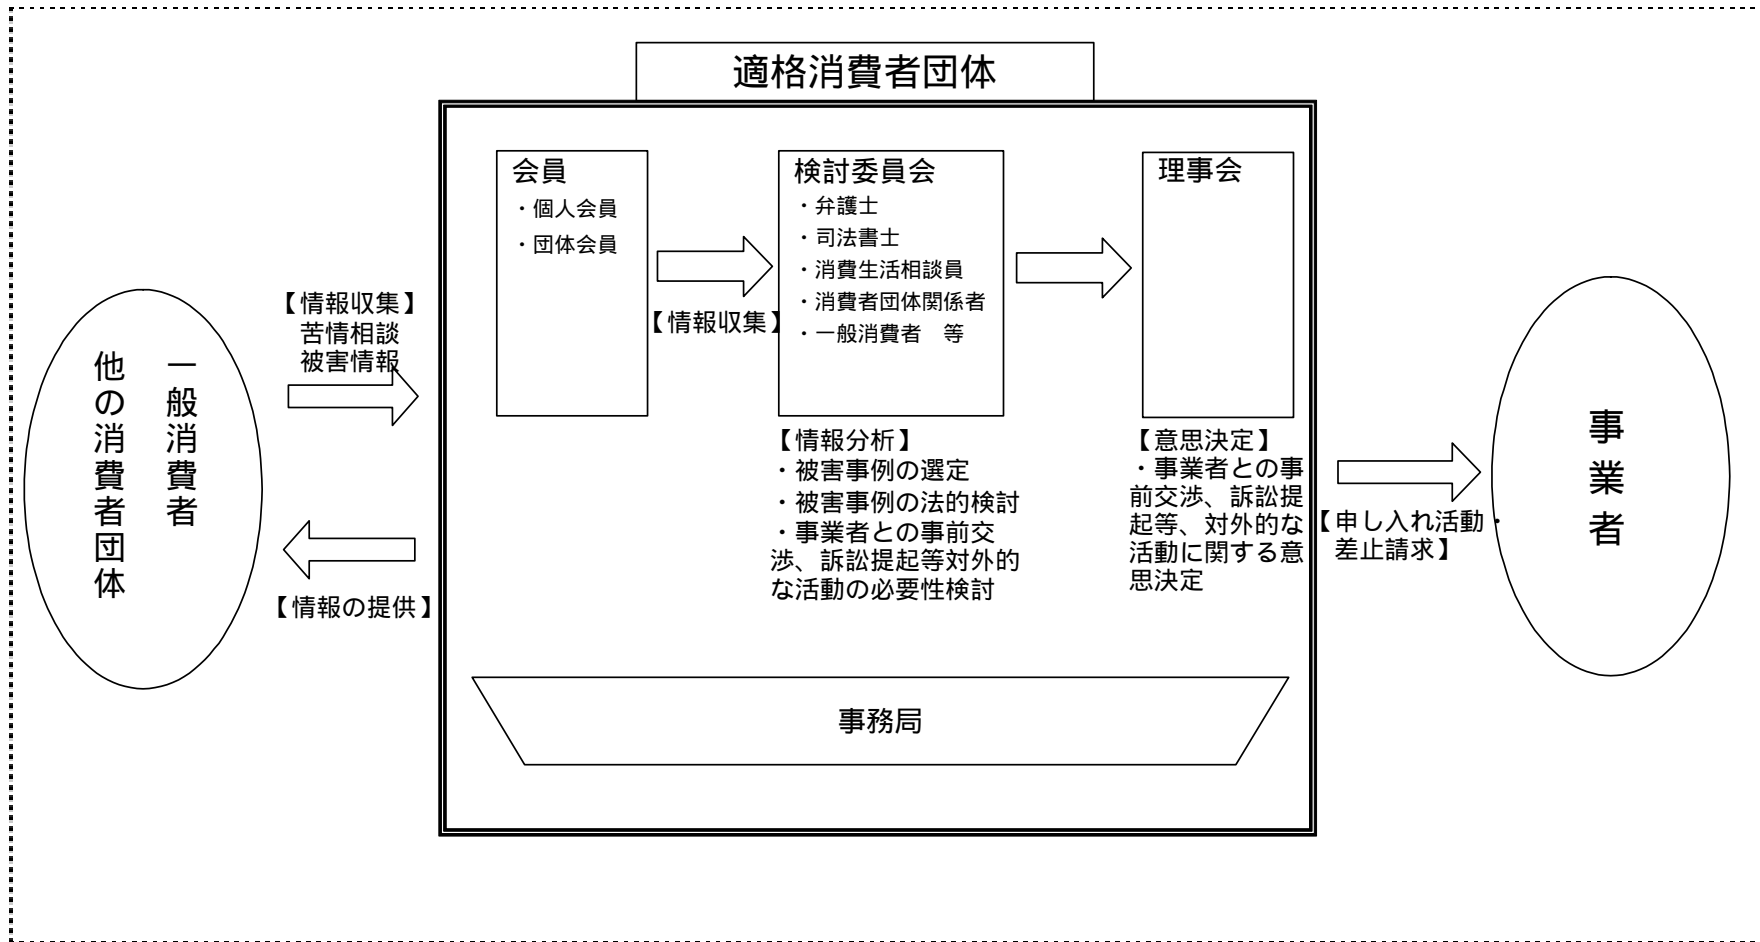 適格消費者団体
一般消費者
他の消費者団体
【情報収集】
苦情相談
被害情報
【情報の提供】
会員
・個人会員
・団体会員
【情報収集】
検討委員会
・弁護士
・司法書士
・消費生活相談員
・消費者団体関係者
・一般消費者　等
【情報分析】
・被害事例の選定
・被害事例の法的検討
・事業者との事前交
渉、訴訟提起等対外的
な活動の必要性検討
理事会
【意思決定】
・事業者との事
前交渉、訴訟提
起等、対外的な
活動に関する意
思決定
【申し入れ活動・
差止請求】
事業者
事務局